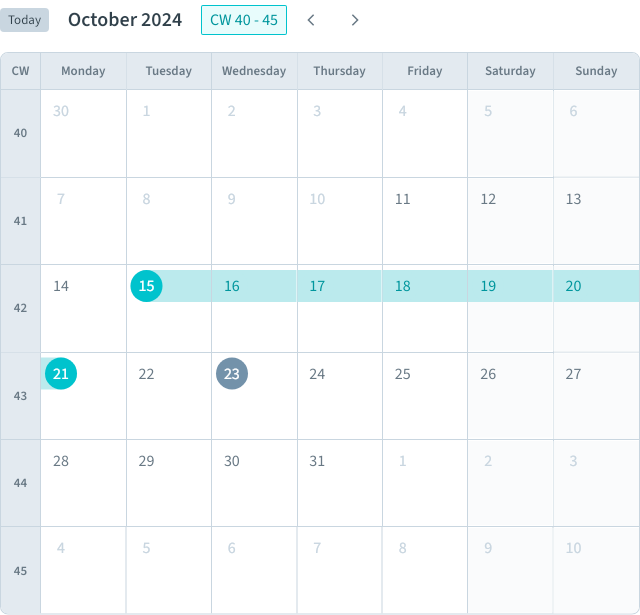 Today October 2024 CW 40 - 45
CW Monday Tuesday Wednesday Thursday Friday Saturday Sunday
40 30 1 2 3 4 5 6
41 7 8 9 10 11 12 13
42 14 15 16 17 18 19 20
43 21 22 23 24 25 26 27
44 28 29 30 31 1 2 3
45 4 5 6 7 8 9 10